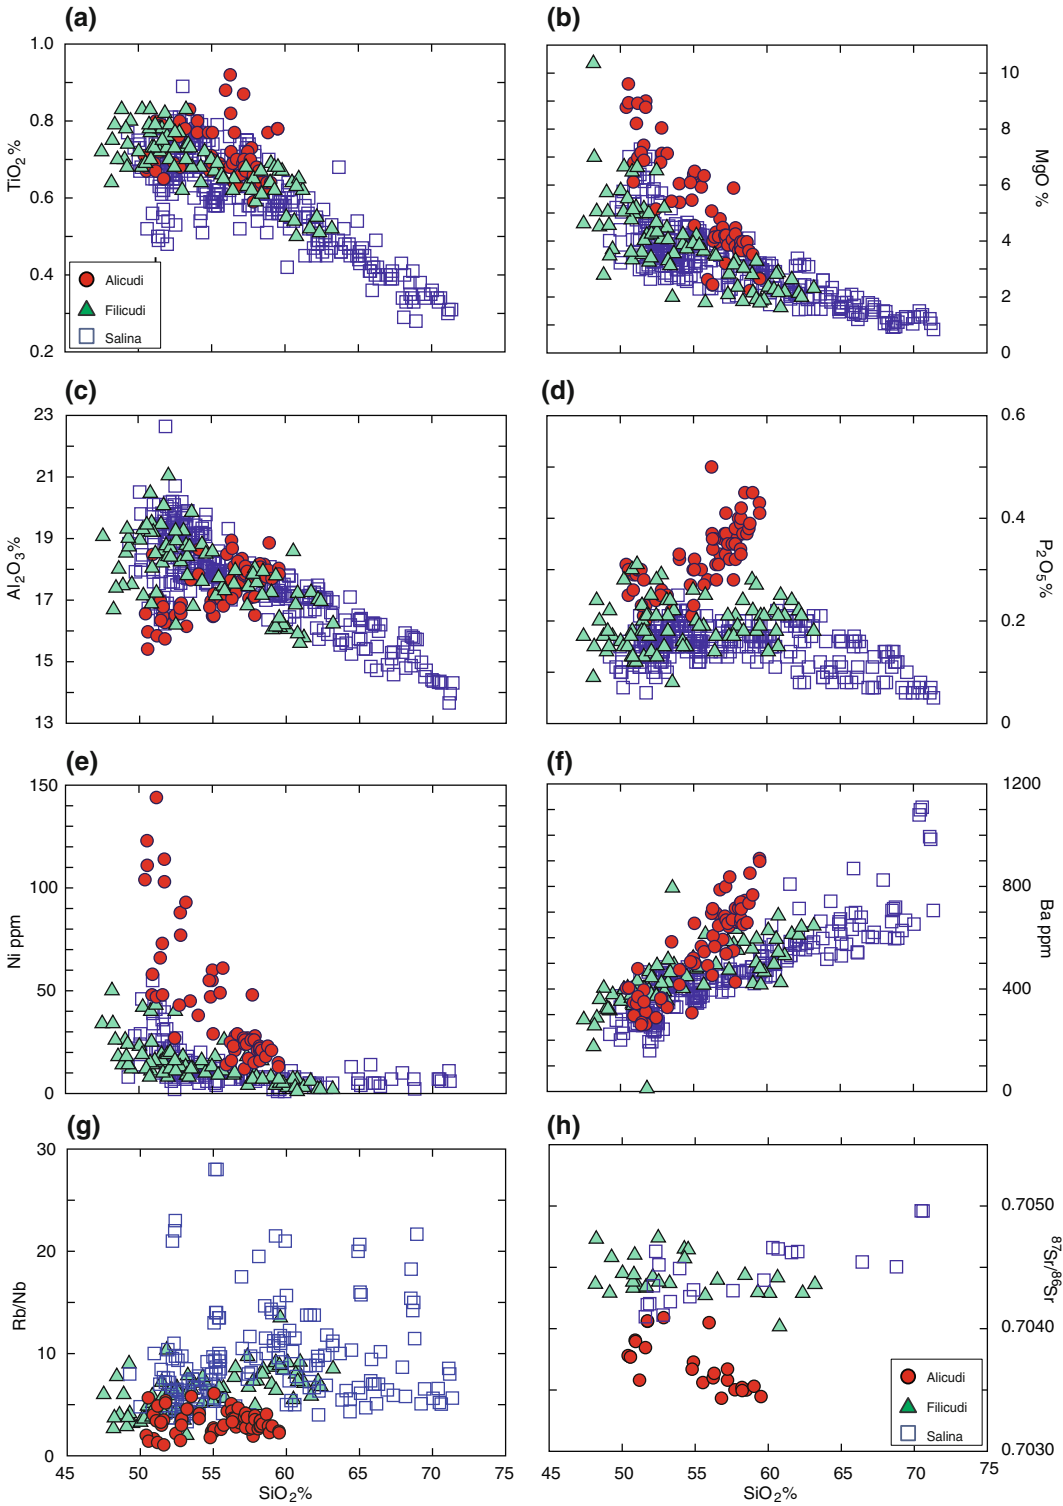 (a)
(b)
1.0
0.8
0.6
0.4
0.2
TiO2 %
Alicudi
Filicudi
Salina
10
8
6
4
2
0
MgO %
(c)
(d)
23
21
19
17
15
13
Al2O3%
0.6
0.4
0.2
0
P2O5%
(e)
(f)
150
100
50
0
Ni ppm
1200
800
400
0
Ba ppm
(g)
(h)
30
20
10
0
Rb/Nb
45 50 55 60 65 70 75
SiO2%
0.7050
0.7040
0.7030
87Sr/86Sr
Alicudi
Filicudi
Salina
45 50 55 60 65 70 75
SiO2%